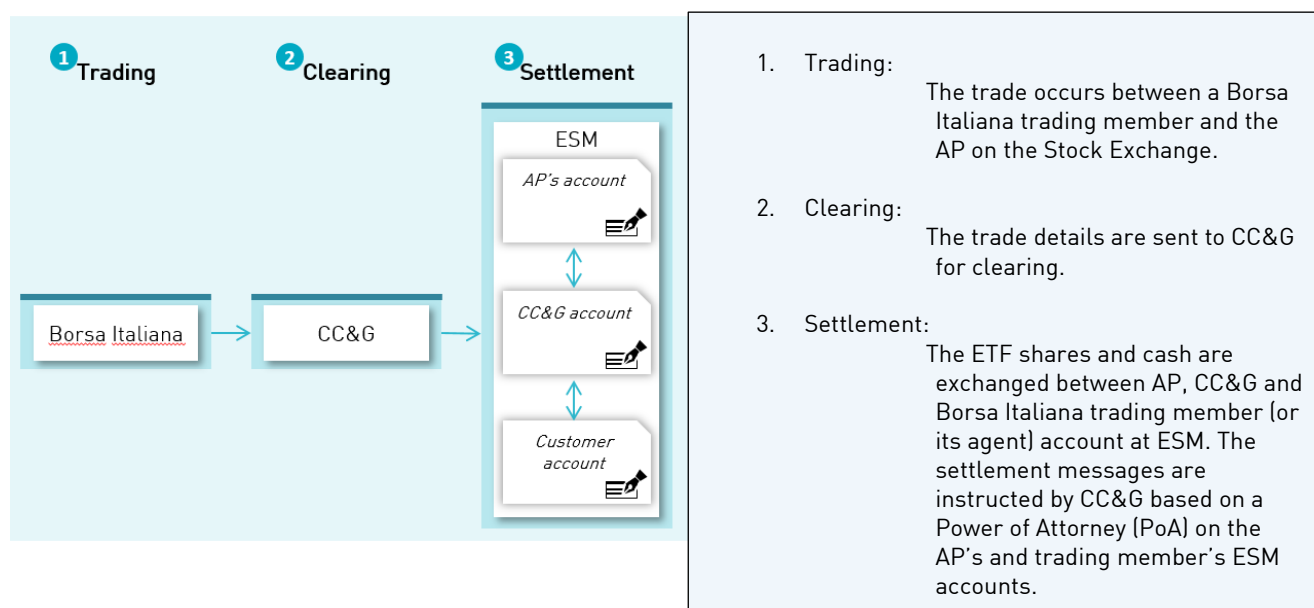 1 Trading
2 Clearing
3 Settlement
ESM
AP's account
Borsa Italiana
CC&G
CC&G account
Customer
account
1. Trading:
The trade occurs between a Borsa
Italiana trading member and the
AP on the Stock Exchange.
2. Clearing:
The trade details are sent to CC&G
for clearing.
3. Settlement:
The ETF shares and cash are
exchanged between AP, CC&G and
Borsa Italiana trading member (or
its agent) account at ESM. The
settlement messages are
instructed by CC&G based on a
Power of Attorney (PoA) on the
AP's and trading member's ESM
accounts.